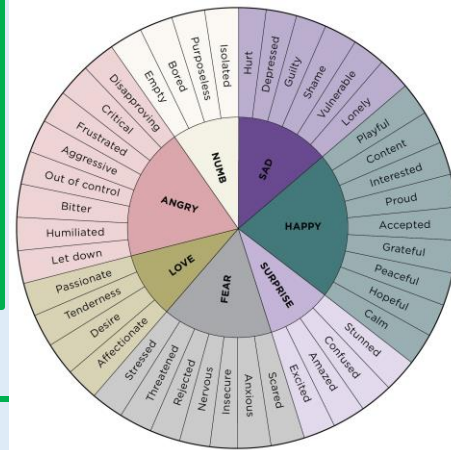 SAD
HAPPY
SURPRISE
FEAR
LOVE
ANGRY
NUMB
Hurt
Depressed
Guilty
Shame
Vulnerable
Lonely
Playful
Content
Interested
Proud
Accepted
Grateful
Peaceful
Hopeful
Calm
Stunned
Confused
Amazed
Excited
Scared
Anxious
Insecure
Nervous
Rejected
Threatened
Stressed
Affectionate
Desire
Tenderness
Passionate
Let down
Humiliated
Bitter
Out of control
Aggressive
Frustrated
Critical
Disapproving
Empty
Bored
Purposeless
Isolated